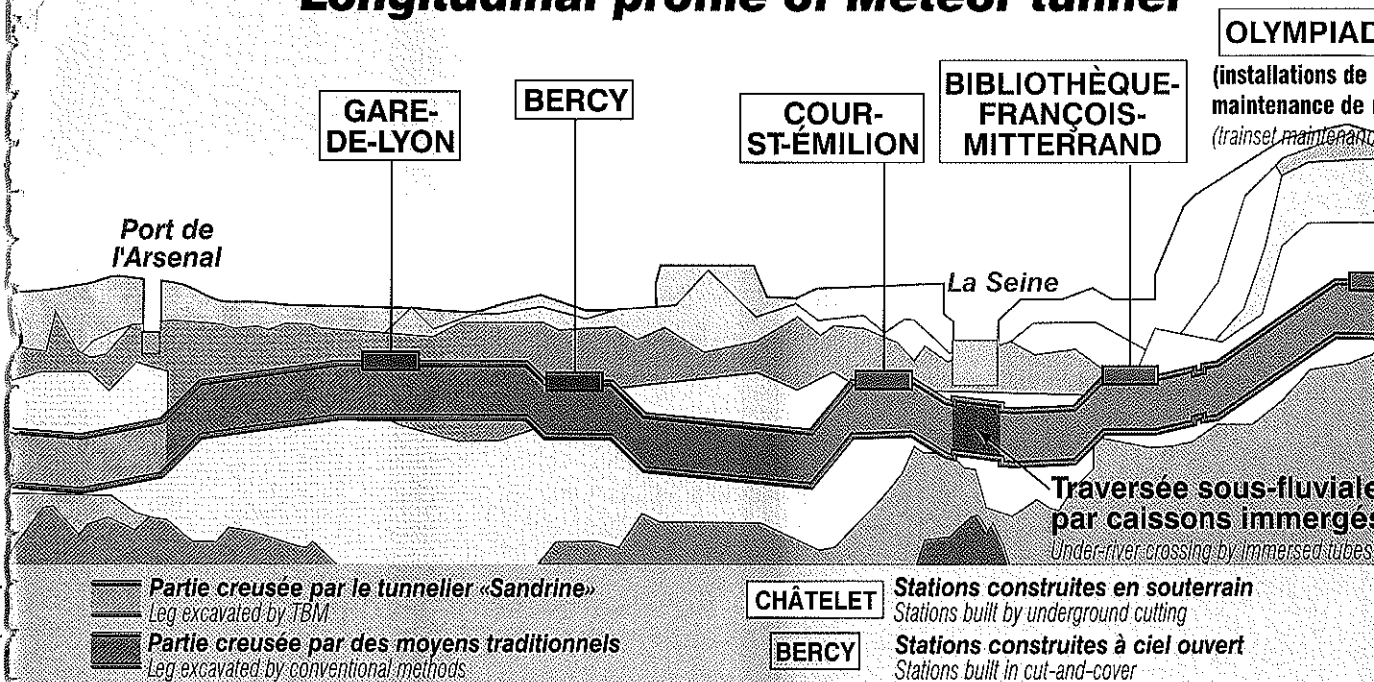 Longitudinal profile of Météor tunnel
OLYMPIAD
(installations de
maintenance de
(trainset maintenanc
BIBLIOTHÈQUE-
FRANÇOIS-
MITTERRAND
COUR-
ST-ÉMILION
BERCY
GARE-
DE-LYON
Port de
l'Arsenal
La Seine
Traversée sous-fluviale
par caissons immergés
Under-river crossing by immersed tubes
Partie creusée par le tunnelier «Sandrine»
Leg excavated by TBM
Partie creusée par des moyens traditionnels
Leg excavated by conventional methods
CHÂTELET
Stations construites en souterrain
Stations built by underground cutting
BERCY
Stations construites à ciel ouvert
Stations built in cut-and-cover